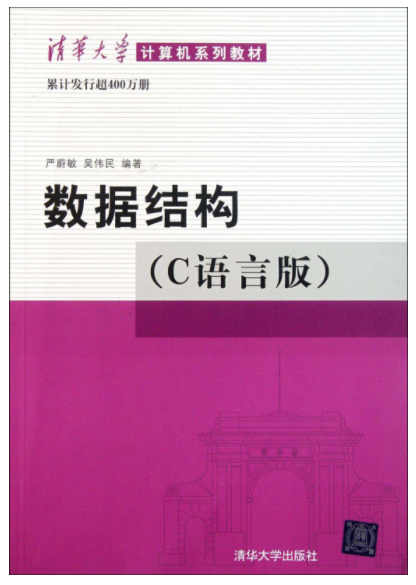 清华大学 计算机系列教材
累计发行超400万册
严蔚敏 吴伟民 编著
数据结构
（C语言版）
清华大学出版社